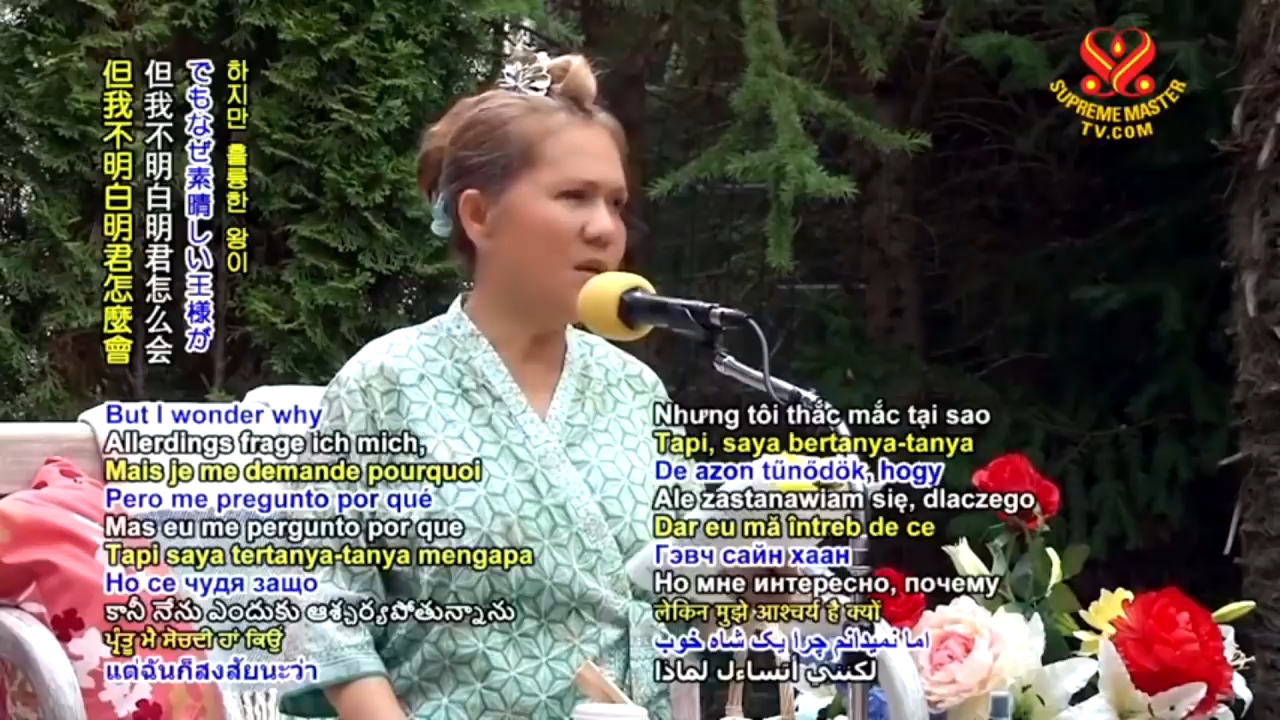 하지만 훌륭한 왕이
でもなぜ素晴しい王様が
但我不明白明君怎么会
但我不明白明君怎麼會
SUPREME MASTER
TV.COM
But I wonder why
Allerdings frage ich mich,
Mais je me demande pourquoi
Pero me pregunto por qué
Mas eu me pergunto por que
Tapi saya tertanya-tanya mengapa
Но се чудя защо
కానీ నేను ఎందుకు ఆశ్చర్యపోతున్నాను
ਪ੍ਰੰਤੂ ਮੈਂ ਸੋਚਦੀ ਹਾਂ ਕਿਉਂ
แต่ฉันก็สงสัยนะว่า
Nhưng tôi thắc mắc tại sao
Tapi, saya bertanya-tanya
De azon tűnődök, hogy
Ale zastanawiam się, dlaczego
Dar eu mă întreb de ce
Гэвч сайн хаан
Но мне интересно, почему
लेकिन मुझे आश्चर्य है क्यों
اما نمیدانم چرا یک شاه خوب
لكنني أتساءل لماذا